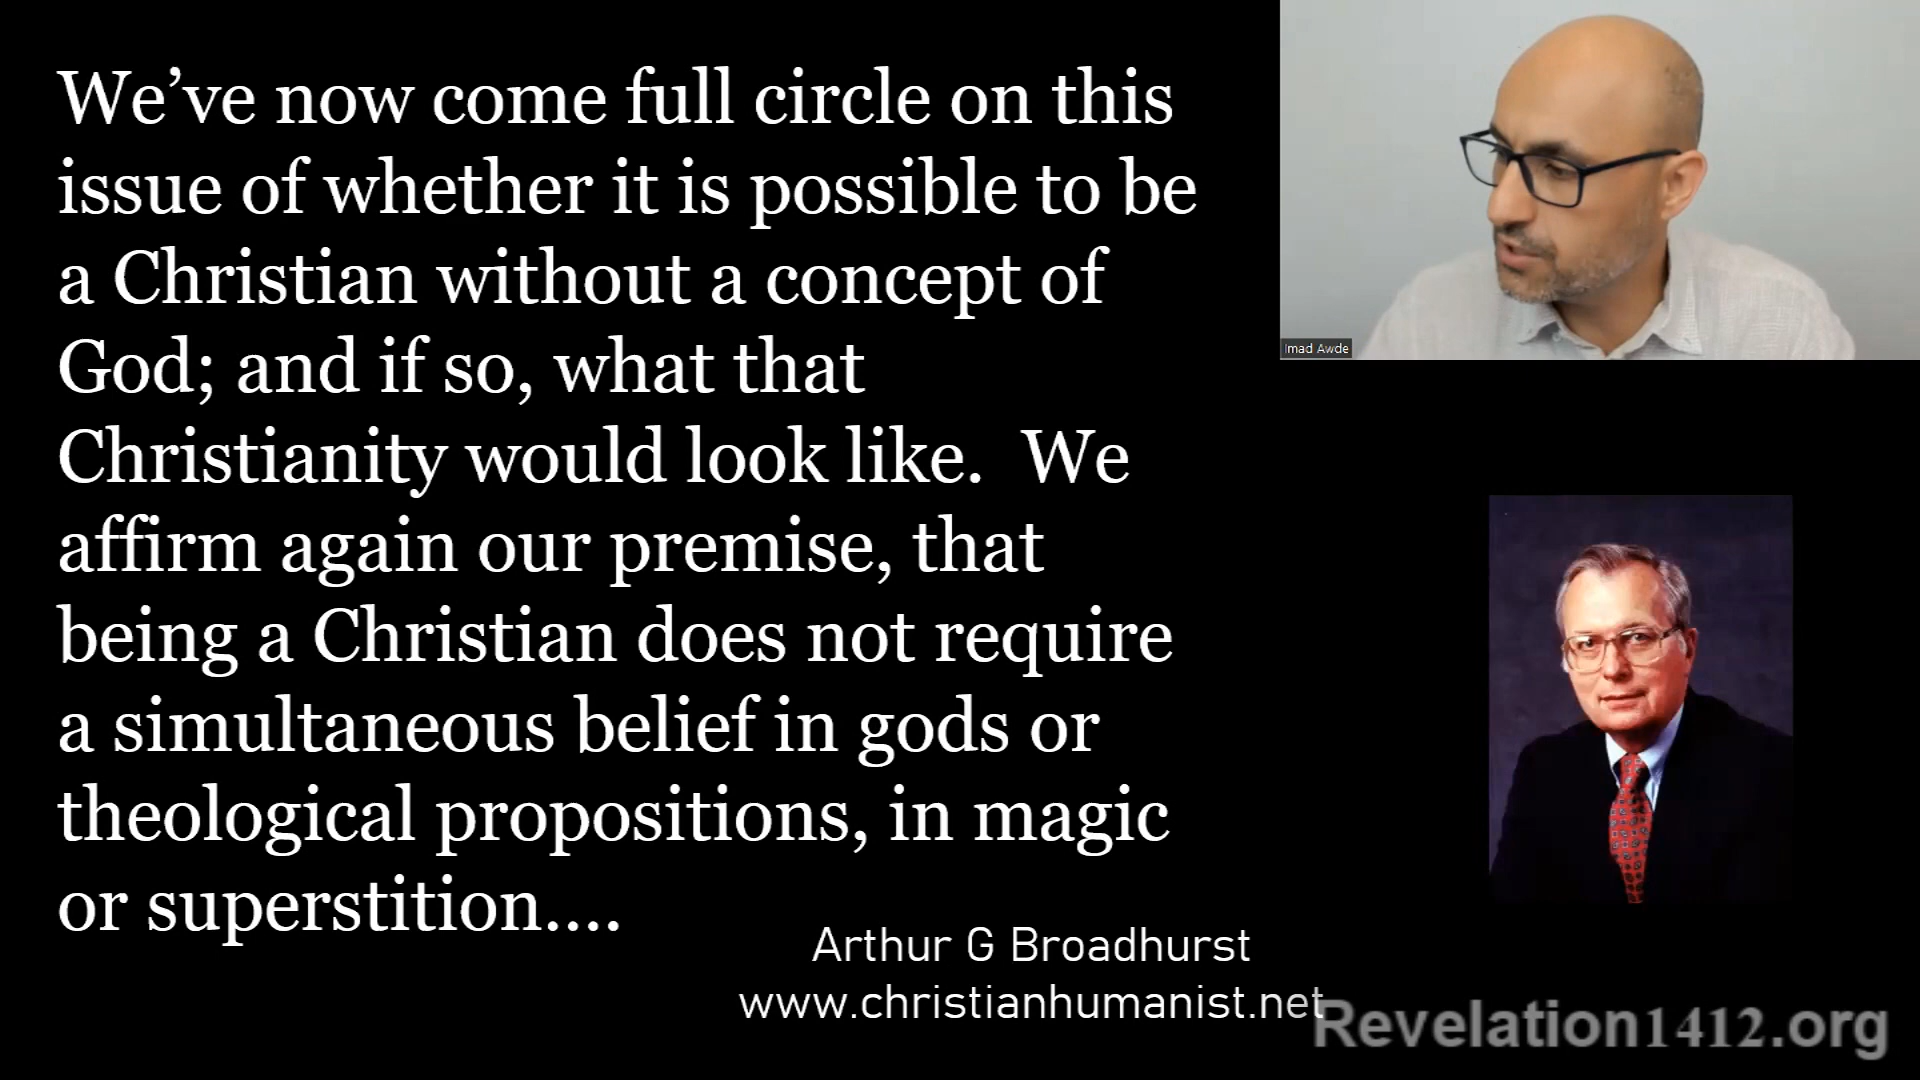 We’ve now come full circle on this
issue of whether it is possible to be
a Christian without a concept of
God; and if so, what that
Christianity would look like.  We
affirm again our premise, that
being a Christian does not require
a simultaneous belief in gods or
theological propositions, in magic
or superstition....
Arthur G Broadhurst
www.christianhumanist.net
Imad Awde
Revelation1412.org